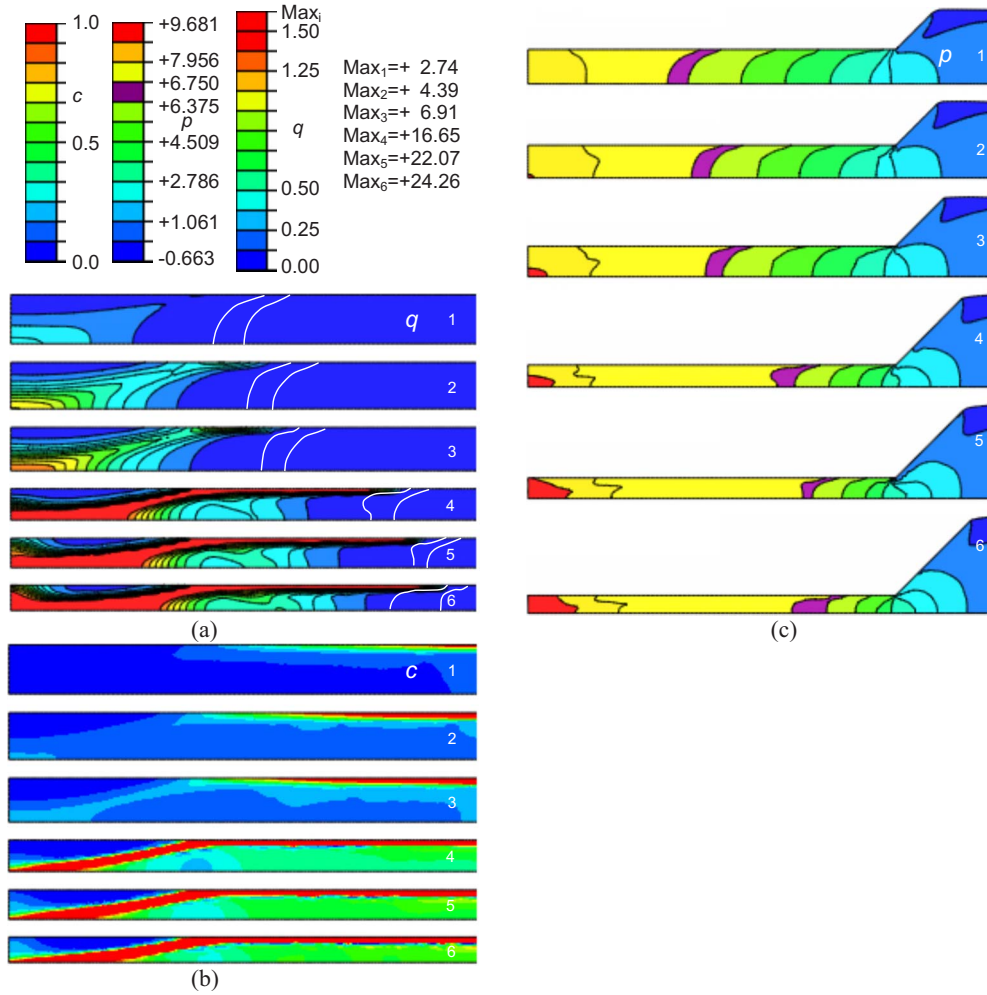 1.0
c
0.5
0.0
+9.681
+7.956
+6.750
+6.375
p
+4.509
+2.786
+1.061
-0.663
Maxᵢ
1.50
1.25
q
0.50
0.25
0.00
Max₁=+ 2.74
Max₂=+ 4.39
Max₃=+ 6.91
Max₄=+16.65
Max₅=+22.07
Max₆=+24.26
q 1
2
3
4
5
6
(a)
c 1
2
3
4
5
6
(b)
p 1
2
3
4
5
6
(c)